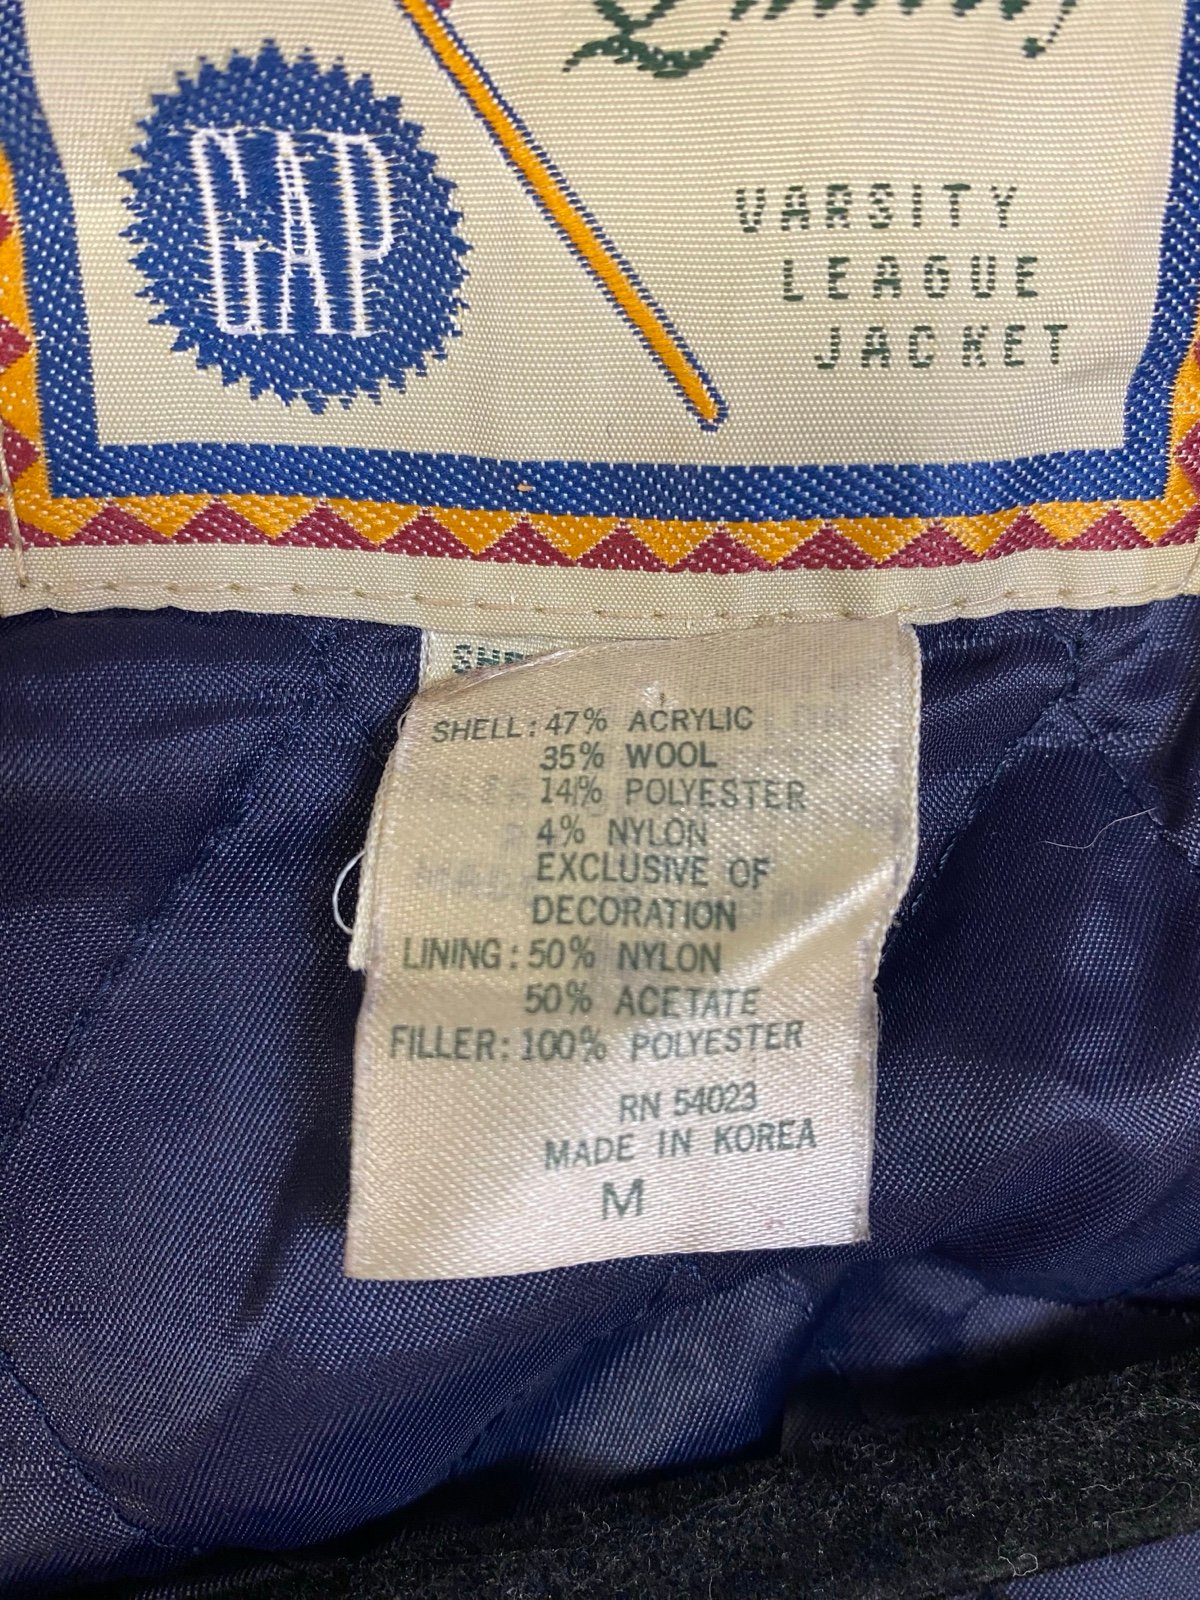 GAP
VARSITY
LEAGUE
JACKET
SHELL: 47% ACRYLIC
35% WOOL
14% POLYESTER
4% NYLON
EXCLUSIVE OF
DECORATION
LINING: 50% NYLON
50% ACETATE
FILLER: 100% POLYESTER
RN 54023
MADE IN KOREA
M